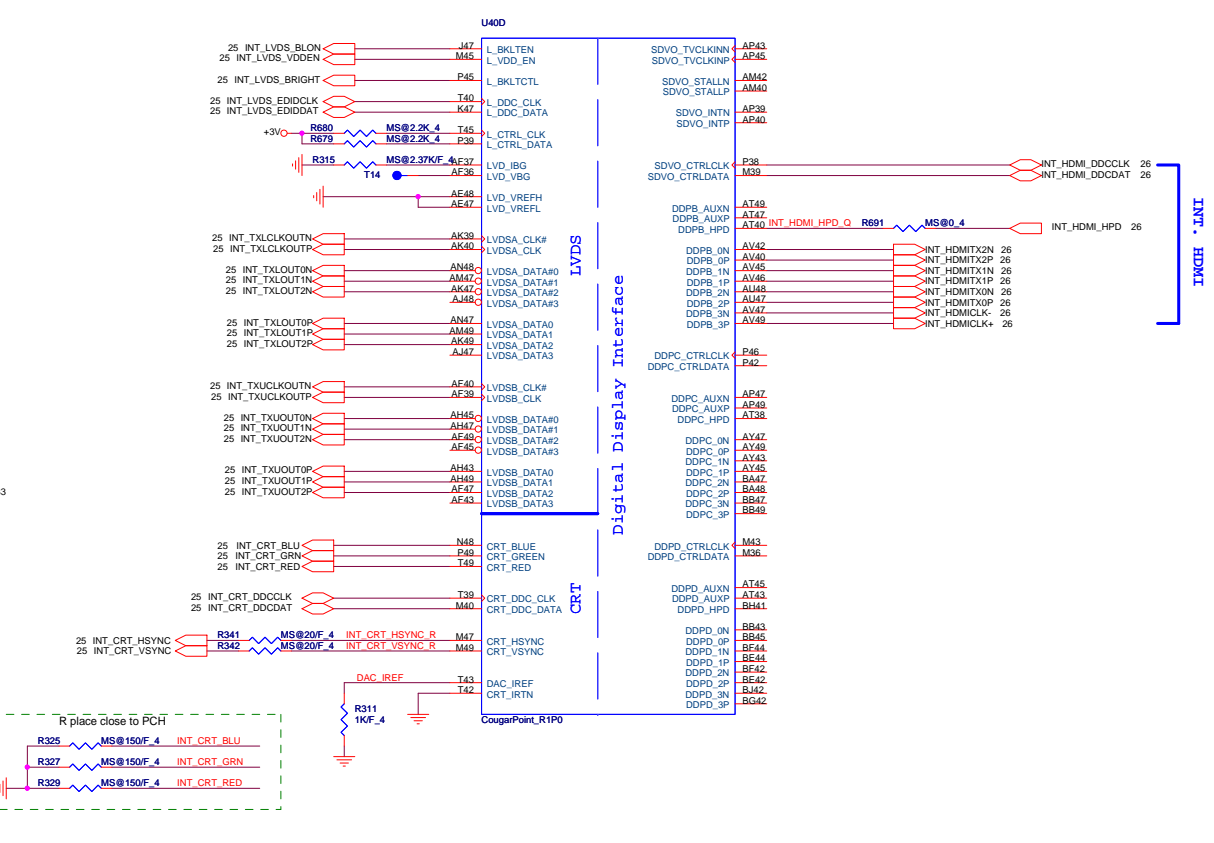 U40D
25 INT_LVDS_BLON J47 L_BKLTEN
25 INT_LVDS_VDDEN M45 L_VDD_EN
25 INT_LVDS_BRIGHT P45 L_BKLTCTL
25 INT_LVDS_EDIDCLK T40 L_DDC_CLK
25 INT_LVDS_EDIDDAT K47 L_DDC_DATA
+3V R680 MS@2.2K_4 T45 L_CTRL_CLK
R679 MS@2.2K_4 P39 L_CTRL_DATA
R315 MS@2.37K/F_4 AF37 LVD_IBG
T14 AF36 LVD_VBG
AE48 LVD_VREFH
AE47 LVD_VREFL
25 INT_TXLCLKOUTN AK39 LVDSA_CLK#
25 INT_TXLCLKOUTP AK40 LVDSA_CLK
25 INT_TXLOUT0N AN48 LVDSA_DATA#0
25 INT_TXLOUT1N AM47 LVDSA_DATA#1
25 INT_TXLOUT2N AK47 LVDSA_DATA#2
AJ48 LVDSA_DATA#3
25 INT_TXLOUT0P AN47 LVDSA_DATA0
25 INT_TXLOUT1P AM49 LVDSA_DATA1
25 INT_TXLOUT2P AK49 LVDSA_DATA2
AJ47 LVDSA_DATA3
25 INT_TXUCLKOUTN AF40 LVDSB_CLK#
25 INT_TXUCLKOUTP AF39 LVDSB_CLK
25 INT_TXUOUT0N AH45 LVDSB_DATA#0
25 INT_TXUOUT1N AH47 LVDSB_DATA#1
25 INT_TXUOUT2N AF49 LVDSB_DATA#2
AF45 LVDSB_DATA#3
25 INT_TXUOUT0P AH43 LVDSB_DATA0
25 INT_TXUOUT1P AH49 LVDSB_DATA1
25 INT_TXUOUT2P AF47 LVDSB_DATA2
AF43 LVDSB_DATA3
25 INT_CRT_BLU N48 CRT_BLUE
25 INT_CRT_GRN P49 CRT_GREEN
25 INT_CRT_RED T49 CRT_RED
25 INT_CRT_DDCCLK T39 CRT_DDC_CLK
25 INT_CRT_DDCDAT M40 CRT_DDC_DATA
25 INT_CRT_HSYNC R341 MS@20/F_4 INT_CRT_HSYNC_R M47 CRT_HSYNC
25 INT_CRT_VSYNC R342 MS@20/F_4 INT_CRT_VSYNC_R M49 CRT_VSYNC
DAC_IREF T43 DAC_IREF
T42 CRT_IRTN
R311
1K/F_4
CougarPoint_R1P0
LVDS
CRT
Digital Display Interface
SDVO_TVCLKINN AP43
SDVO_TVCLKINP AP45
SDVO_STALLN AM42
SDVO_STALLP AM40
SDVO_INTN AP39
SDVO_INTP AP40
SDVO_CTRLCLK P38 INT_HDMI_DDCCLK 26
SDVO_CTRLDATA M39 INT_HDMI_DDCDAT 26
DDPB_AUXN AT49
DDPB_AUXP AT47
DDPB_HPD AT40 INT_HDMI_HPD_Q R691 MS@0_4 INT_HDMI_HPD 26
DDPB_0N AV42 INT_HDMITX2N 26
DDPB_0P AV40 INT_HDMITX2P 26
DDPB_1N AV45 INT_HDMITX1N 26
DDPB_1P AV46 INT_HDMITX1P 26
DDPB_2N AU48 INT_HDMITX0N 26
DDPB_2P AU47 INT_HDMITX0P 26
DDPB_3N AV47 INT_HDMICLK- 26
DDPB_3P AV49 INT_HDMICLK+ 26
INT. HDMI
DDPC_CTRLCLK P46
DDPC_CTRLDATA P42
DDPC_AUXN AP47
DDPC_AUXP AP49
DDPC_HPD AT38
DDPC_0N AY47
DDPC_0P AY49
DDPC_1N AY43
DDPC_1P AY45
DDPC_2N BA47
DDPC_2P BA48
DDPC_3N BB47
DDPC_3P BB49
DDPD_CTRLCLK M43
DDPD_CTRLDATA M36
DDPD_AUXN AT45
DDPD_AUXP AT43
DDPD_HPD BH41
DDPD_0N BB43
DDPD_0P BB45
DDPD_1N BF44
DDPD_1P BE44
DDPD_2N BF42
DDPD_2P BE42
DDPD_3N BJ42
DDPD_3P BG42
R place close to PCH
R325 MS@150/F_4 INT_CRT_BLU
R327 MS@150/F_4 INT_CRT_GRN
R329 MS@150/F_4 INT_CRT_RED